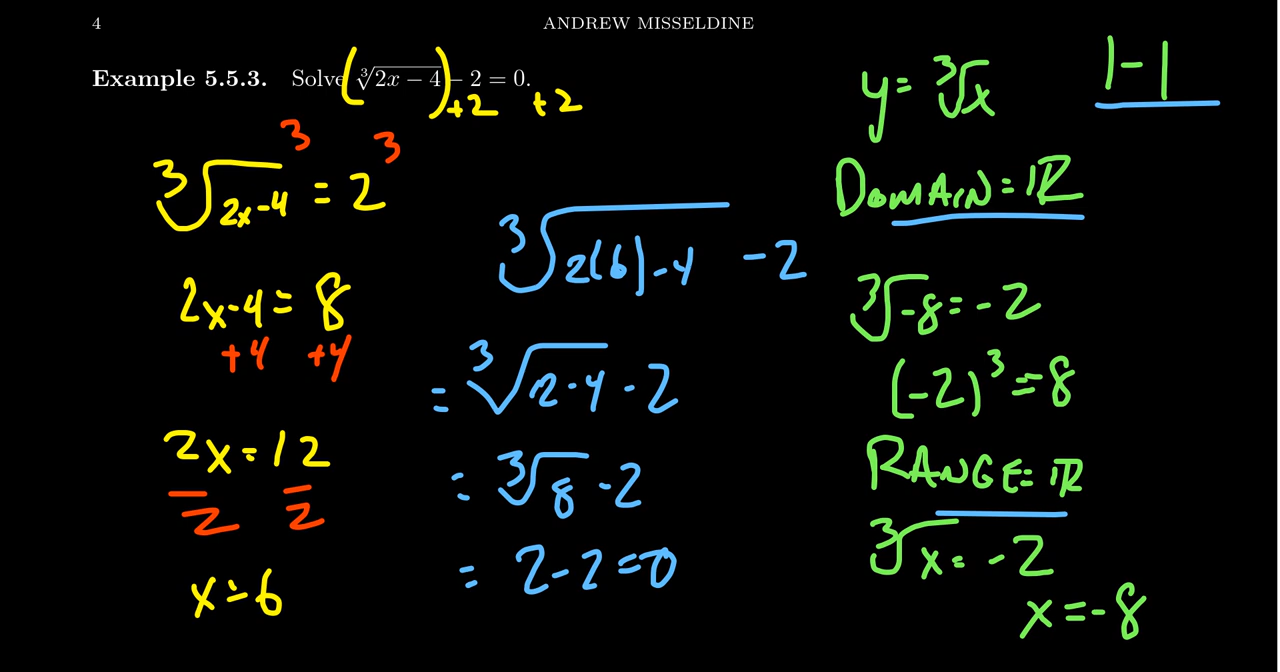 4 ANDREW MISSELDINE
Example 5.5.3. Solve (∛(2x − 4)) − 2 = 0.
+2 +2
∛(2x-4)³ = 2³
2x-4 = 8
+4 +4
2x = 12
2 2
x = 6
∛(2(6)-4) - 2
= ∛(12-4) - 2
= ∛8 - 2
= 2-2=0
y = ∛x
1-1
DOMAIN = ℝ
∛-8 = -2
(-2)³ = 8
RANGE = ℝ
∛x = -2
x = -8